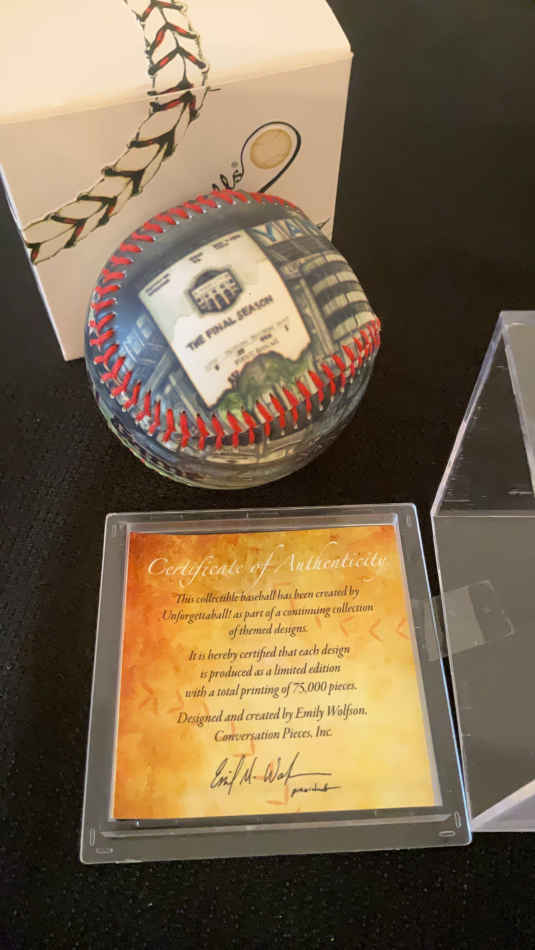 YA
THE FINAL SEASON
Certificate of Authenticity
This collectible baseball has been created by
Unforgettaball! as part of a continuing collection
of themed designs.
It is hereby certified that each design
is produced as a limited edition
with a total printing of 75,000 pieces.
Designed and created by Emily Wolfson,
Conversation Pieces, Inc.
president